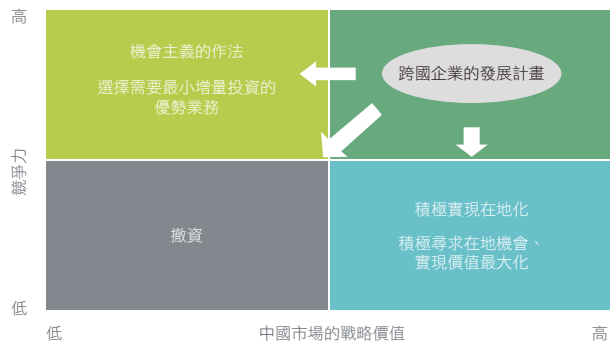 高
機會主義的作法
選擇需要最小增量投資的
優勢業務
跨國企業的發展計畫
競爭力
撤資
積極實現在地化
積極尋求在地機會、
實現價值最大化
低
低
中國市場的戰略價值
高